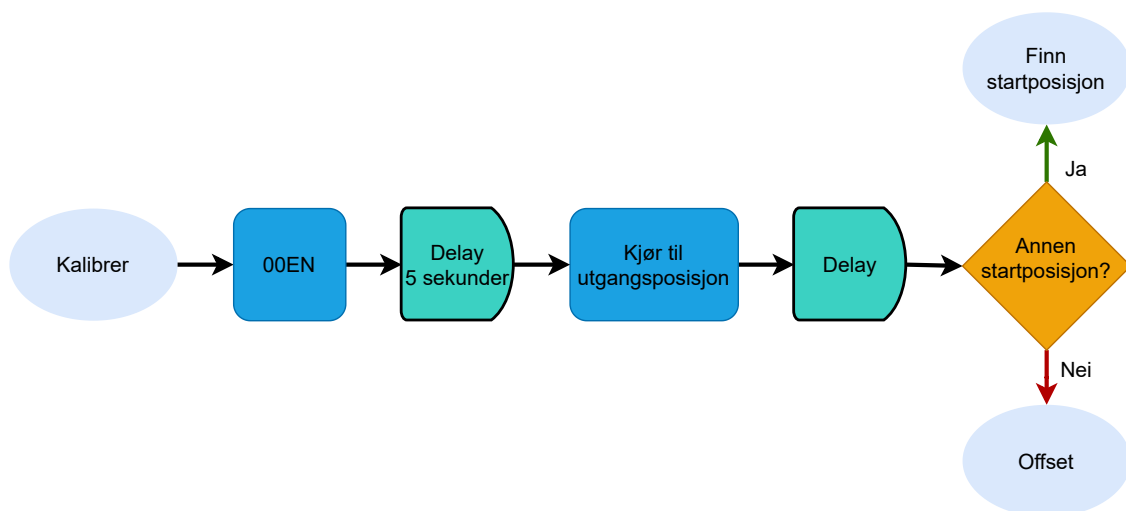 Kalibrer
00EN
Delay
5 sekunder
Kjør til
utgangsposisjon
Delay
Annen
startposisjon?
Ja
Finn
startposisjon
Nei
Offset